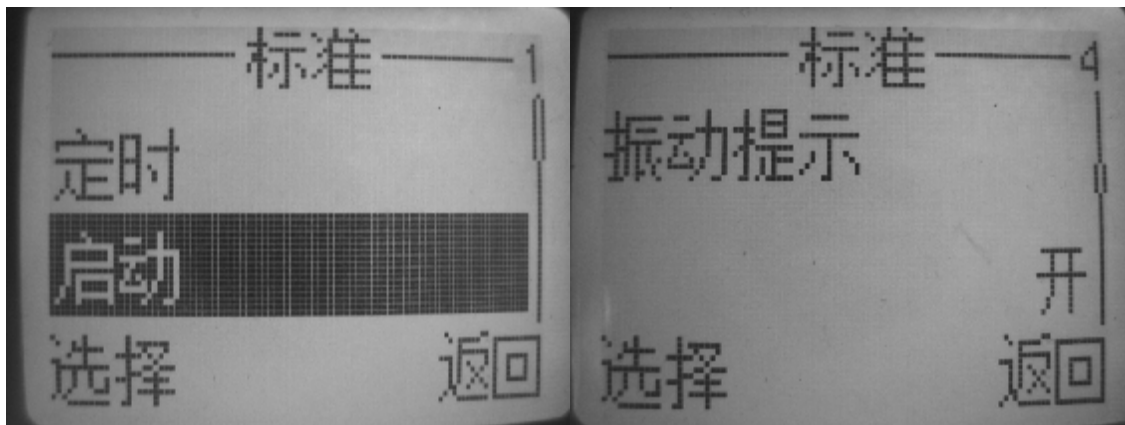 标准 1
定时
启动
选择 返回
标准 4
振动提示
开
选择 返回